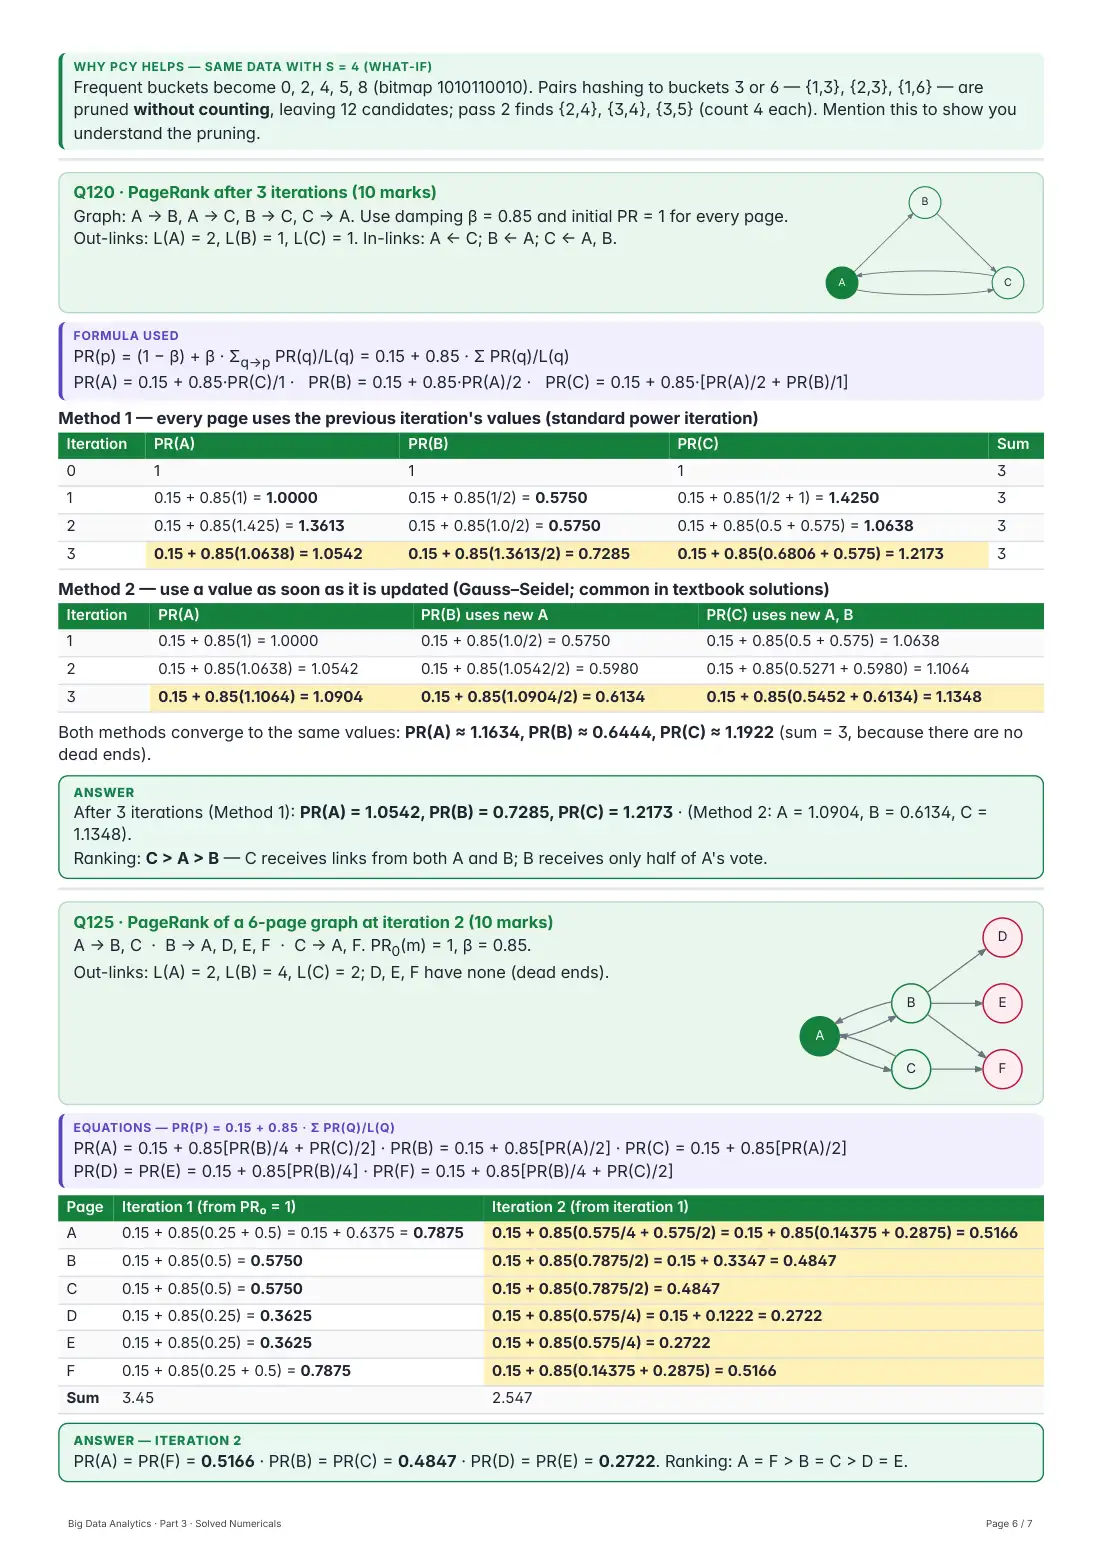 WHY PCY HELPS — SAME DATA WITH S = 4 (WHAT-IF)
Frequent buckets become 0, 2, 4, 5, 8 (bitmap 1010110010). Pairs hashing to buckets 3 or 6 — {1,3}, {2,3}, {1,6} — are
pruned without counting, leaving 12 candidates; pass 2 finds {2,4}, {3,4}, {3,5} (count 4 each). Mention this to show you
understand the pruning.
Q120 · PageRank after 3 iterations (10 marks)
Graph: A → B, A → C, B → C, C → A. Use damping β = 0.85 and initial PR = 1 for every page.
Out-links: L(A) = 2, L(B) = 1, L(C) = 1. In-links: A ← C; B ← A; C ← A, B.
B
A
C
FORMULA USED
PR(p) = (1 − β) + β · Σq→p PR(q)/L(q) = 0.15 + 0.85 · Σ PR(q)/L(q)
PR(A) = 0.15 + 0.85·PR(C)/1 · PR(B) = 0.15 + 0.85·PR(A)/2 · PR(C) = 0.15 + 0.85·[PR(A)/2 + PR(B)/1]
Method 1 — every page uses the previous iteration's values (standard power iteration)
Iteration PR(A) PR(B) PR(C) Sum
0 1 1 1 3
1 0.15 + 0.85(1) = 1.0000 0.15 + 0.85(1/2) = 0.5750 0.15 + 0.85(1/2 + 1) = 1.4250 3
2 0.15 + 0.85(1.425) = 1.3613 0.15 + 0.85(1.0/2) = 0.5750 0.15 + 0.85(0.5 + 0.575) = 1.0638 3
3 0.15 + 0.85(1.0638) = 1.0542 0.15 + 0.85(1.3613/2) = 0.7285 0.15 + 0.85(0.6806 + 0.575) = 1.2173 3
Method 2 — use a value as soon as it is updated (Gauss–Seidel; common in textbook solutions)
Iteration PR(A) PR(B) uses new A PR(C) uses new A, B
1 0.15 + 0.85(1) = 1.0000 0.15 + 0.85(1.0/2) = 0.5750 0.15 + 0.85(0.5 + 0.575) = 1.0638
2 0.15 + 0.85(1.0638) = 1.0542 0.15 + 0.85(1.0542/2) = 0.5980 0.15 + 0.85(0.5271 + 0.5980) = 1.1064
3 0.15 + 0.85(1.1064) = 1.0904 0.15 + 0.85(1.0904/2) = 0.6134 0.15 + 0.85(0.5452 + 0.6134) = 1.1348
Both methods converge to the same values: PR(A) ≈ 1.1634, PR(B) ≈ 0.6444, PR(C) ≈ 1.1922 (sum = 3, because there are no
dead ends).
ANSWER
After 3 iterations (Method 1): PR(A) = 1.0542, PR(B) = 0.7285, PR(C) = 1.2173 · (Method 2: A = 1.0904, B = 0.6134, C =
1.1348).
Ranking: C > A > B — C receives links from both A and B; B receives only half of A's vote.
Q125 · PageRank of a 6-page graph at iteration 2 (10 marks)
A → B, C · B → A, D, E, F · C → A, F. PR0(m) = 1, β = 0.85.
Out-links: L(A) = 2, L(B) = 4, L(C) = 2; D, E, F have none (dead ends).
D
B
E
A
C
F
EQUATIONS — PR(P) = 0.15 + 0.85 · Σ PR(Q)/L(Q)
PR(A) = 0.15 + 0.85[PR(B)/4 + PR(C)/2] · PR(B) = 0.15 + 0.85[PR(A)/2] · PR(C) = 0.15 + 0.85[PR(A)/2]
PR(D) = PR(E) = 0.15 + 0.85[PR(B)/4] · PR(F) = 0.15 + 0.85[PR(B)/4 + PR(C)/2]
Page Iteration 1 (from PR₀ = 1) Iteration 2 (from iteration 1)
A 0.15 + 0.85(0.25 + 0.5) = 0.15 + 0.6375 = 0.7875 0.15 + 0.85(0.575/4 + 0.575/2) = 0.15 + 0.85(0.14375 + 0.2875) = 0.5166
B 0.15 + 0.85(0.5) = 0.5750 0.15 + 0.85(0.7875/2) = 0.15 + 0.3347 = 0.4847
C 0.15 + 0.85(0.5) = 0.5750 0.15 + 0.85(0.7875/2) = 0.4847
D 0.15 + 0.85(0.25) = 0.3625 0.15 + 0.85(0.575/4) = 0.15 + 0.1222 = 0.2722
E 0.15 + 0.85(0.25) = 0.3625 0.15 + 0.85(0.575/4) = 0.2722
F 0.15 + 0.85(0.25 + 0.5) = 0.7875 0.15 + 0.85(0.14375 + 0.2875) = 0.5166
Sum 3.45 2.547
ANSWER — ITERATION 2
PR(A) = PR(F) = 0.5166 · PR(B) = PR(C) = 0.4847 · PR(D) = PR(E) = 0.2722. Ranking: A = F > B = C > D = E.
Big Data Analytics · Part 3 · Solved Numericals
Page 6 / 7